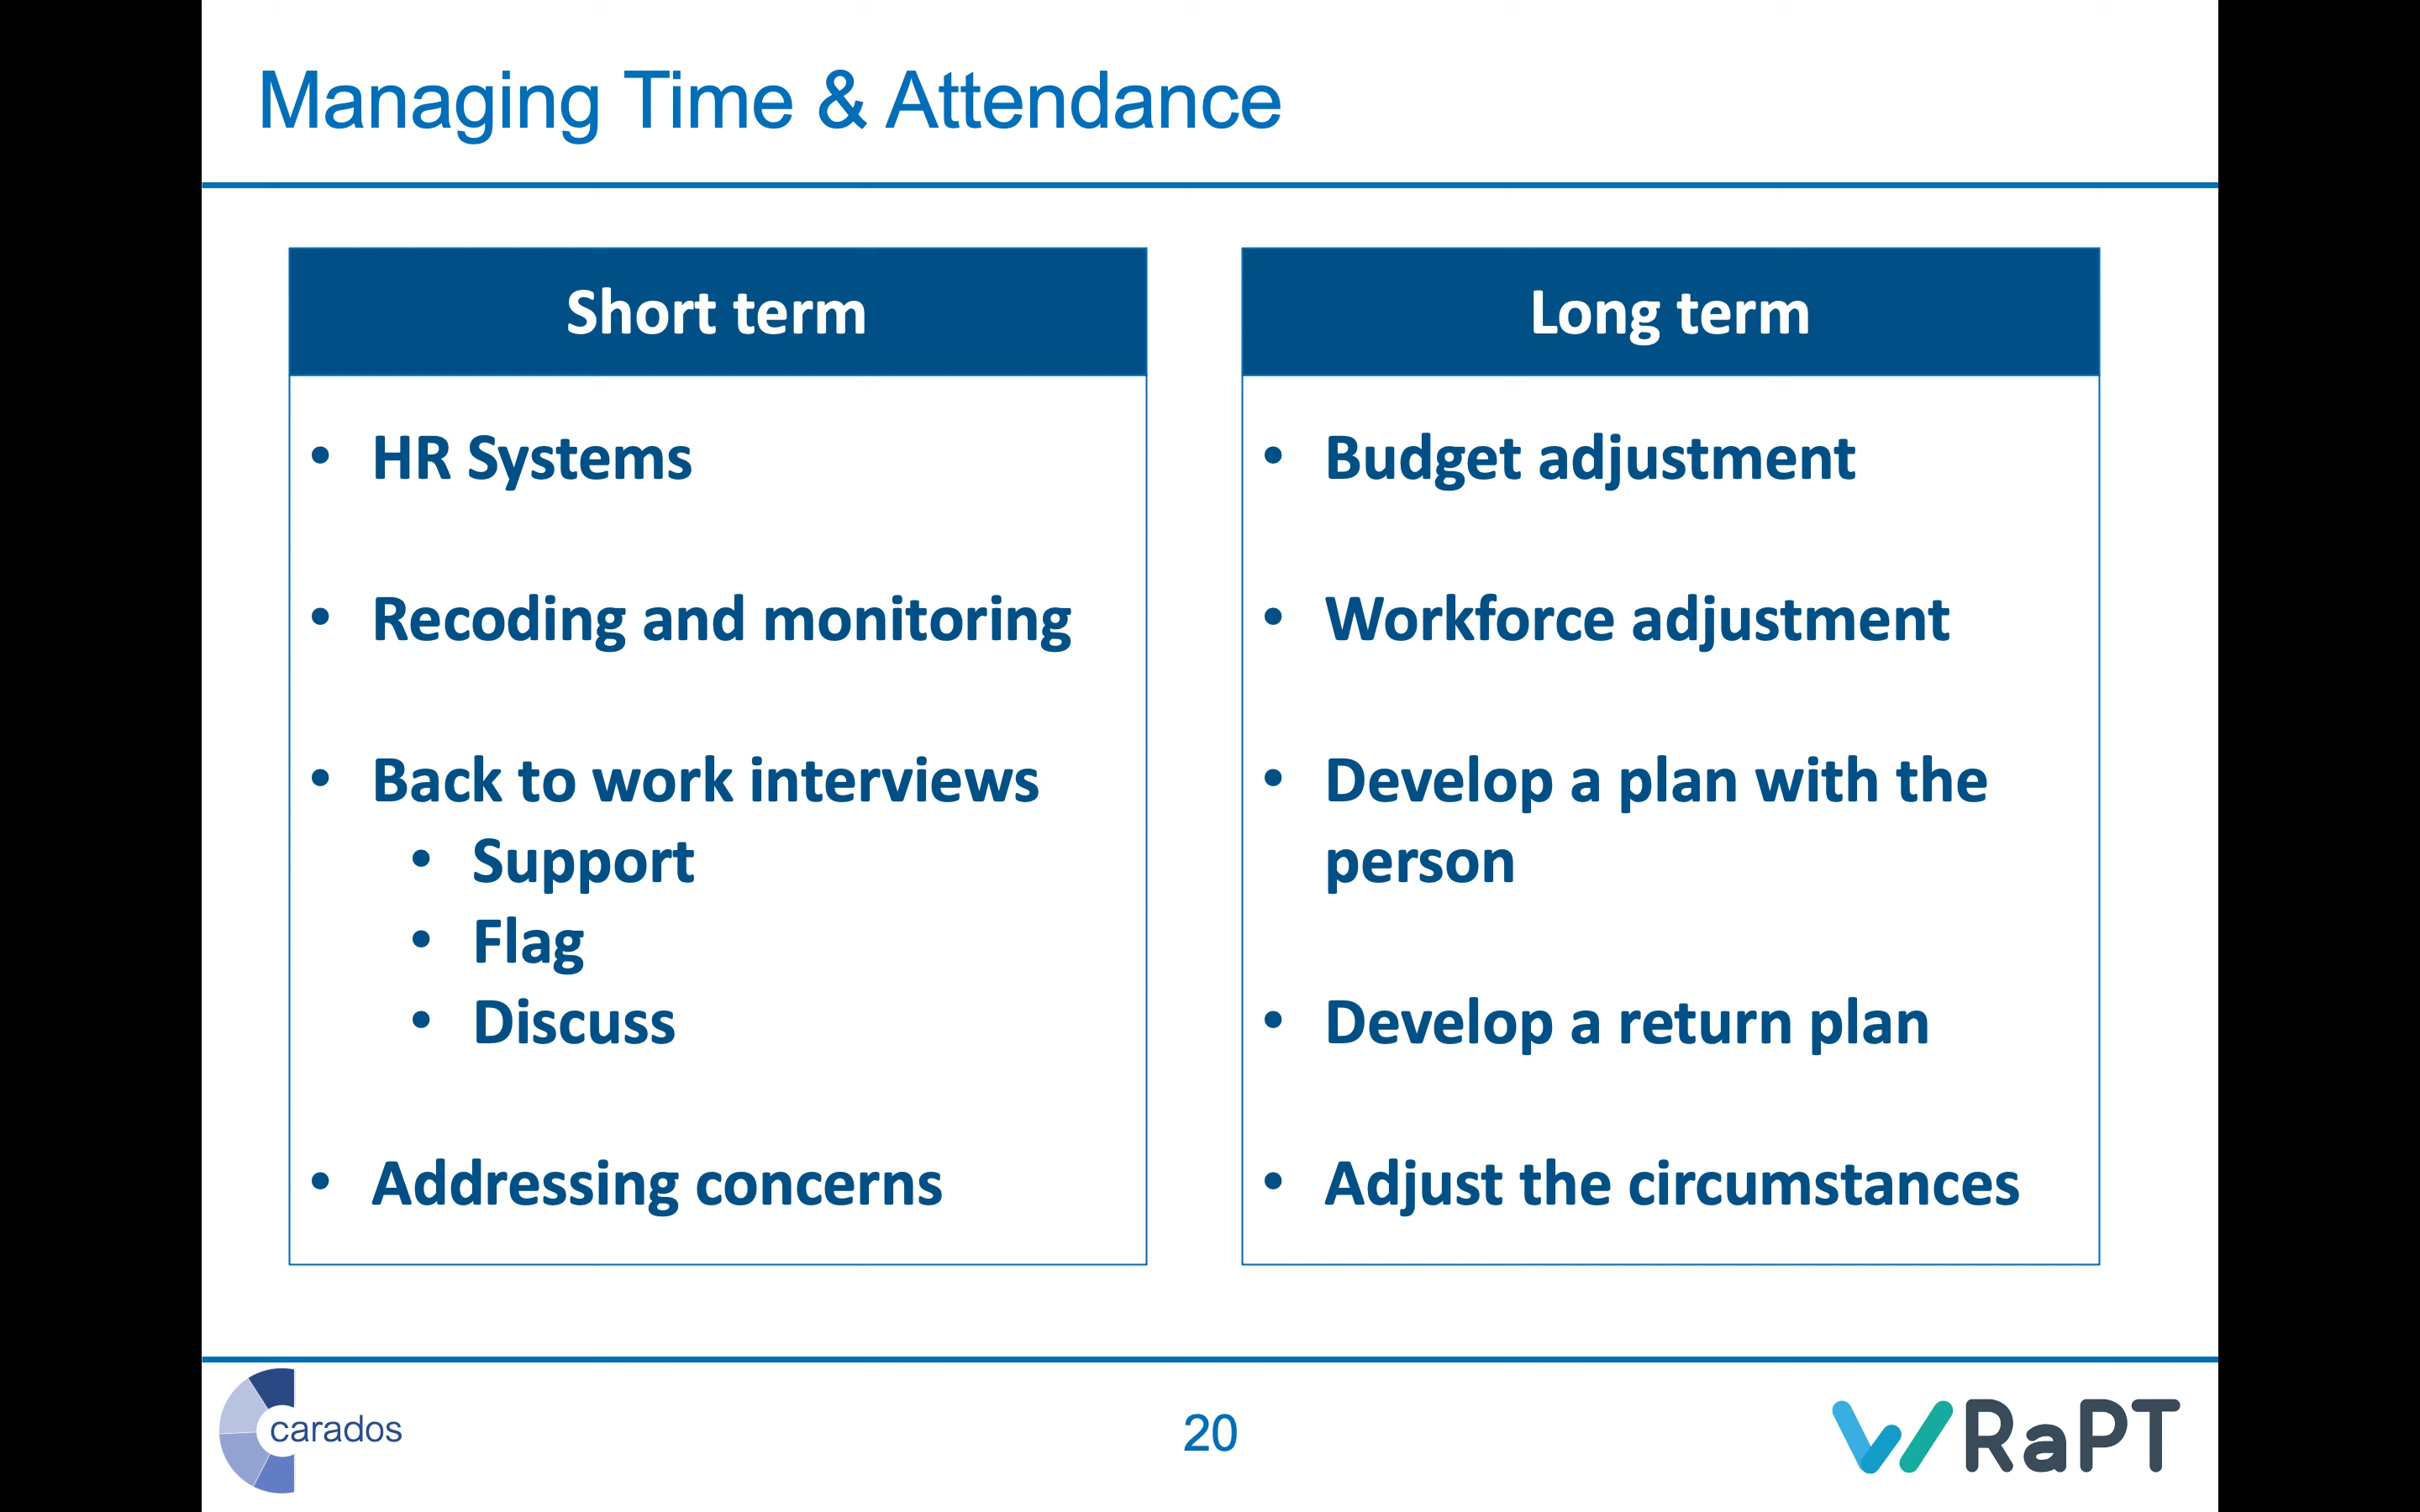 Managing Time & Attendance
Short term
• HR Systems
• Recoding and monitoring
• Back to work interviews
• Support
• Flag
• Discuss
• Addressing concerns
Long term
• Budget adjustment
• Workforce adjustment
• Develop a plan with the
person
• Develop a return plan
• Adjust the circumstances
carados
20
WRaPT